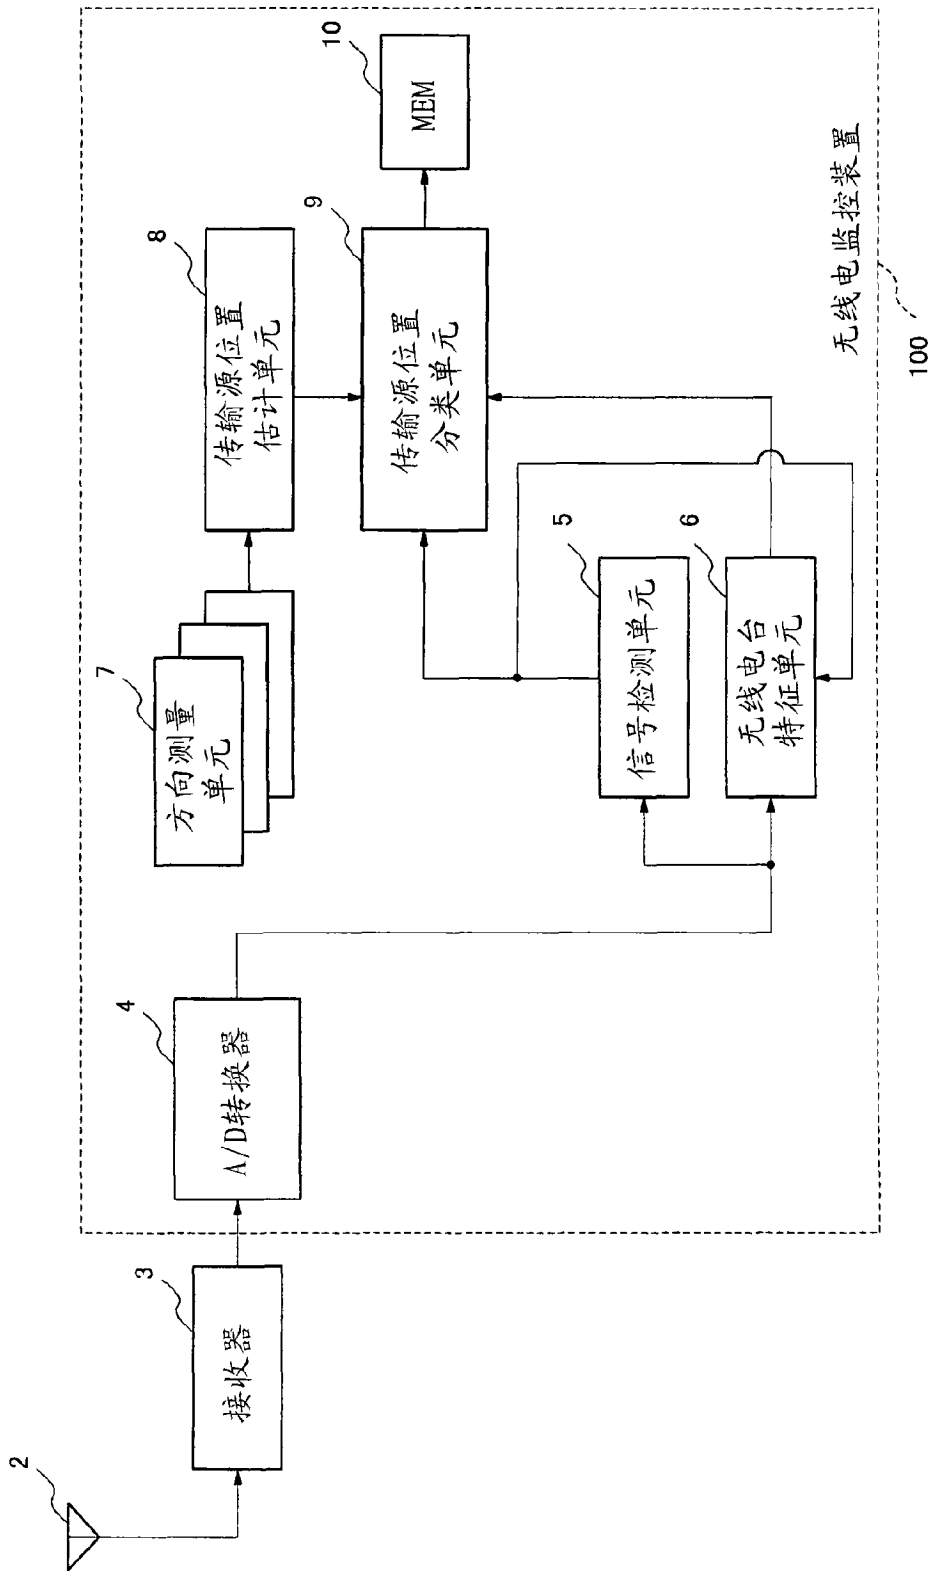 2
3
接收器
4
A/D转换器
7
方向测量
单元
8
传输源位置
估计单元
9
传输源位置
分类单元
10
MEM
5
信号检测单元
6
无线电台
特征单元
无线电监控装置
100